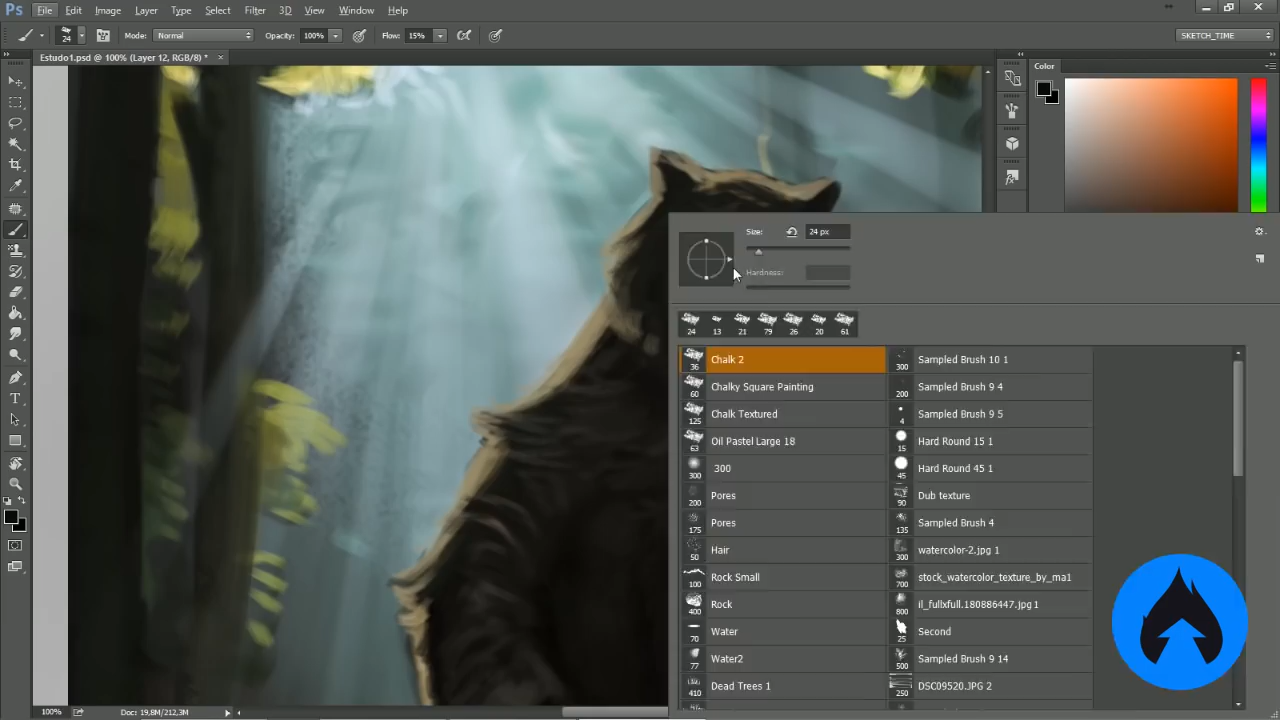 Ps File Edit Image Layer Type Select Filter 3D View Window Help
24 Mode: Normal Opacity: 100% Flow: 15% SKETCH_TIME
Estudo1.psd @ 100% (Layer 12, RGB/8) * ×
Color
Size: 24 px
Hardness:
24 13 21 79 26 20 61
36 Chalk 2
300 Sampled Brush 10 1
60 Chalky Square Painting
200 Sampled Brush 9 4
125 Chalk Textured
4 Sampled Brush 9 5
63 Oil Pastel Large 18
15 Hard Round 15 1
300 300
45 Hard Round 45 1
200 Pores
90 Dub texture
175 Pores
135 Sampled Brush 4
50 Hair
300 watercolor-2.jpg 1
100 Rock Small
700 stock_watercolor_texture_by_ma1
400 Rock
800 il_fullxfull.180886447.jpg 1
70 Water
25 Second
77 Water2
500 Sampled Brush 9 14
410 Dead Trees 1
250 DSC09520.JPG 2
100% Doc: 19,8M/212,3M